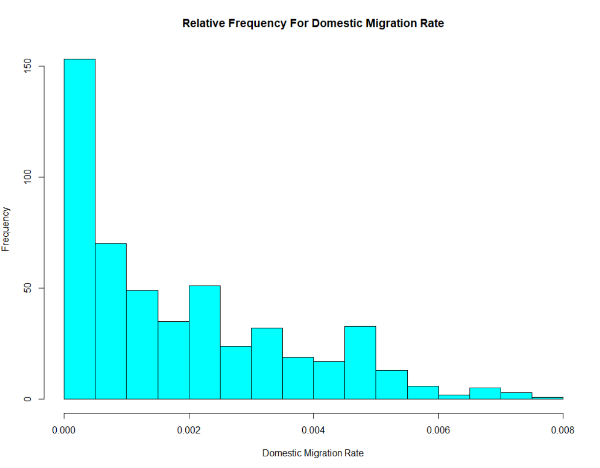 Relative Frequency For Domestic Migration Rate
150
100
50
0
Frequency
0.000 0.002 0.004 0.006 0.008
Domestic Migration Rate